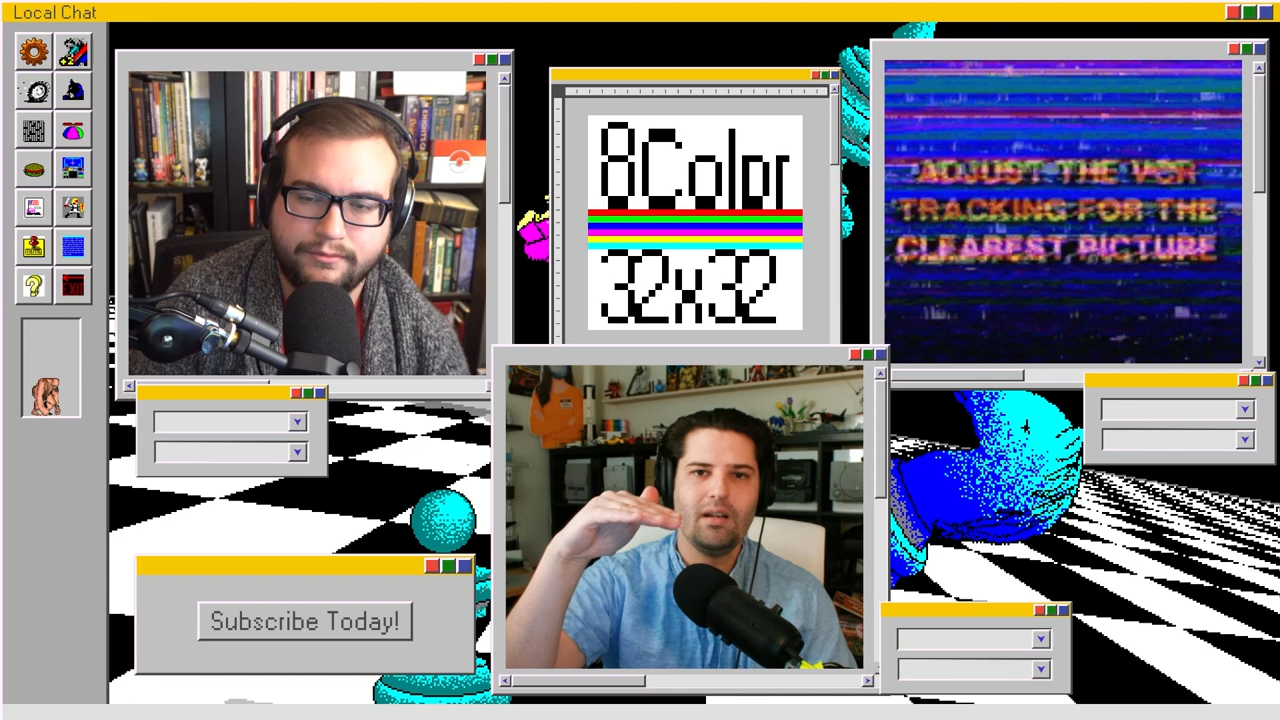 Local Chat
8Color
32x32
ADJUST THE VCR
TRACKING FOR THE
CLEAREST PICTURE
Subscribe Today!